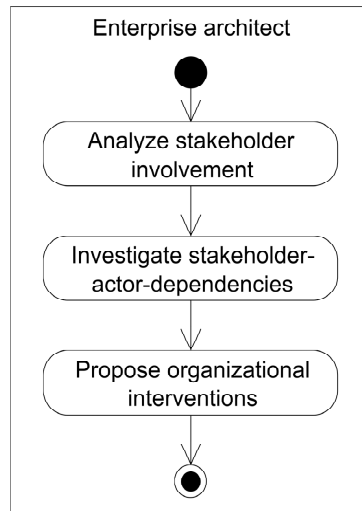 Enterprise architect
Analyze stakeholder
involvement
Investigate stakeholder-
actor-dependencies
Propose organizational
interventions